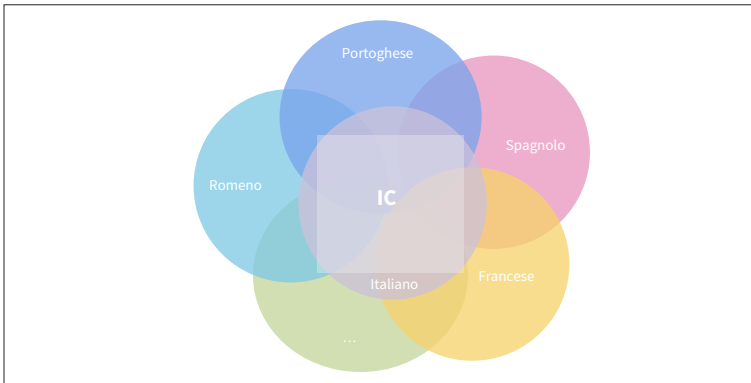 Portoghese
Spagnolo
Romeno
IC
Francese
Italiano
...